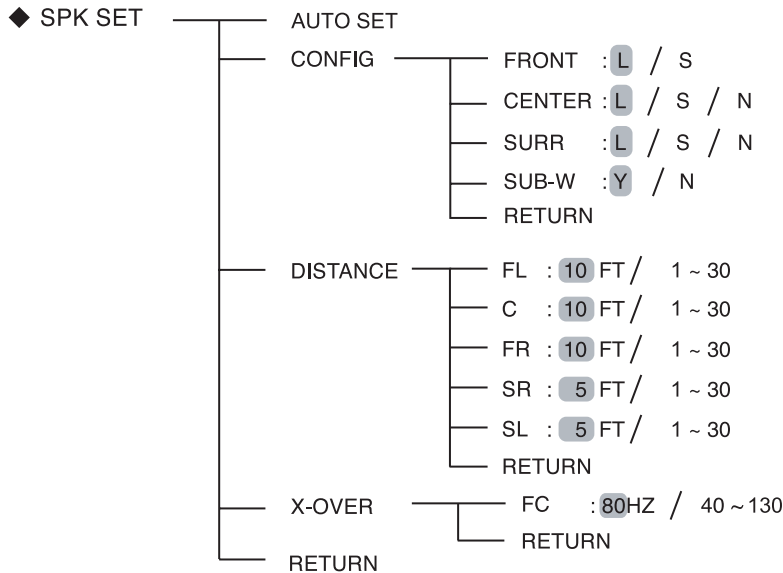 ◆ SPK SET
AUTO SET
CONFIG
FRONT : L / S
CENTER : L / S / N
SURR : L / S / N
SUB-W : Y / N
RETURN
DISTANCE
FL : 10 FT / 1 ~ 30
C : 10 FT / 1 ~ 30
FR : 10 FT / 1 ~ 30
SR : 5 FT / 1 ~ 30
SL : 5 FT / 1 ~ 30
RETURN
X-OVER
FC : 80HZ / 40 ~ 130
RETURN
RETURN